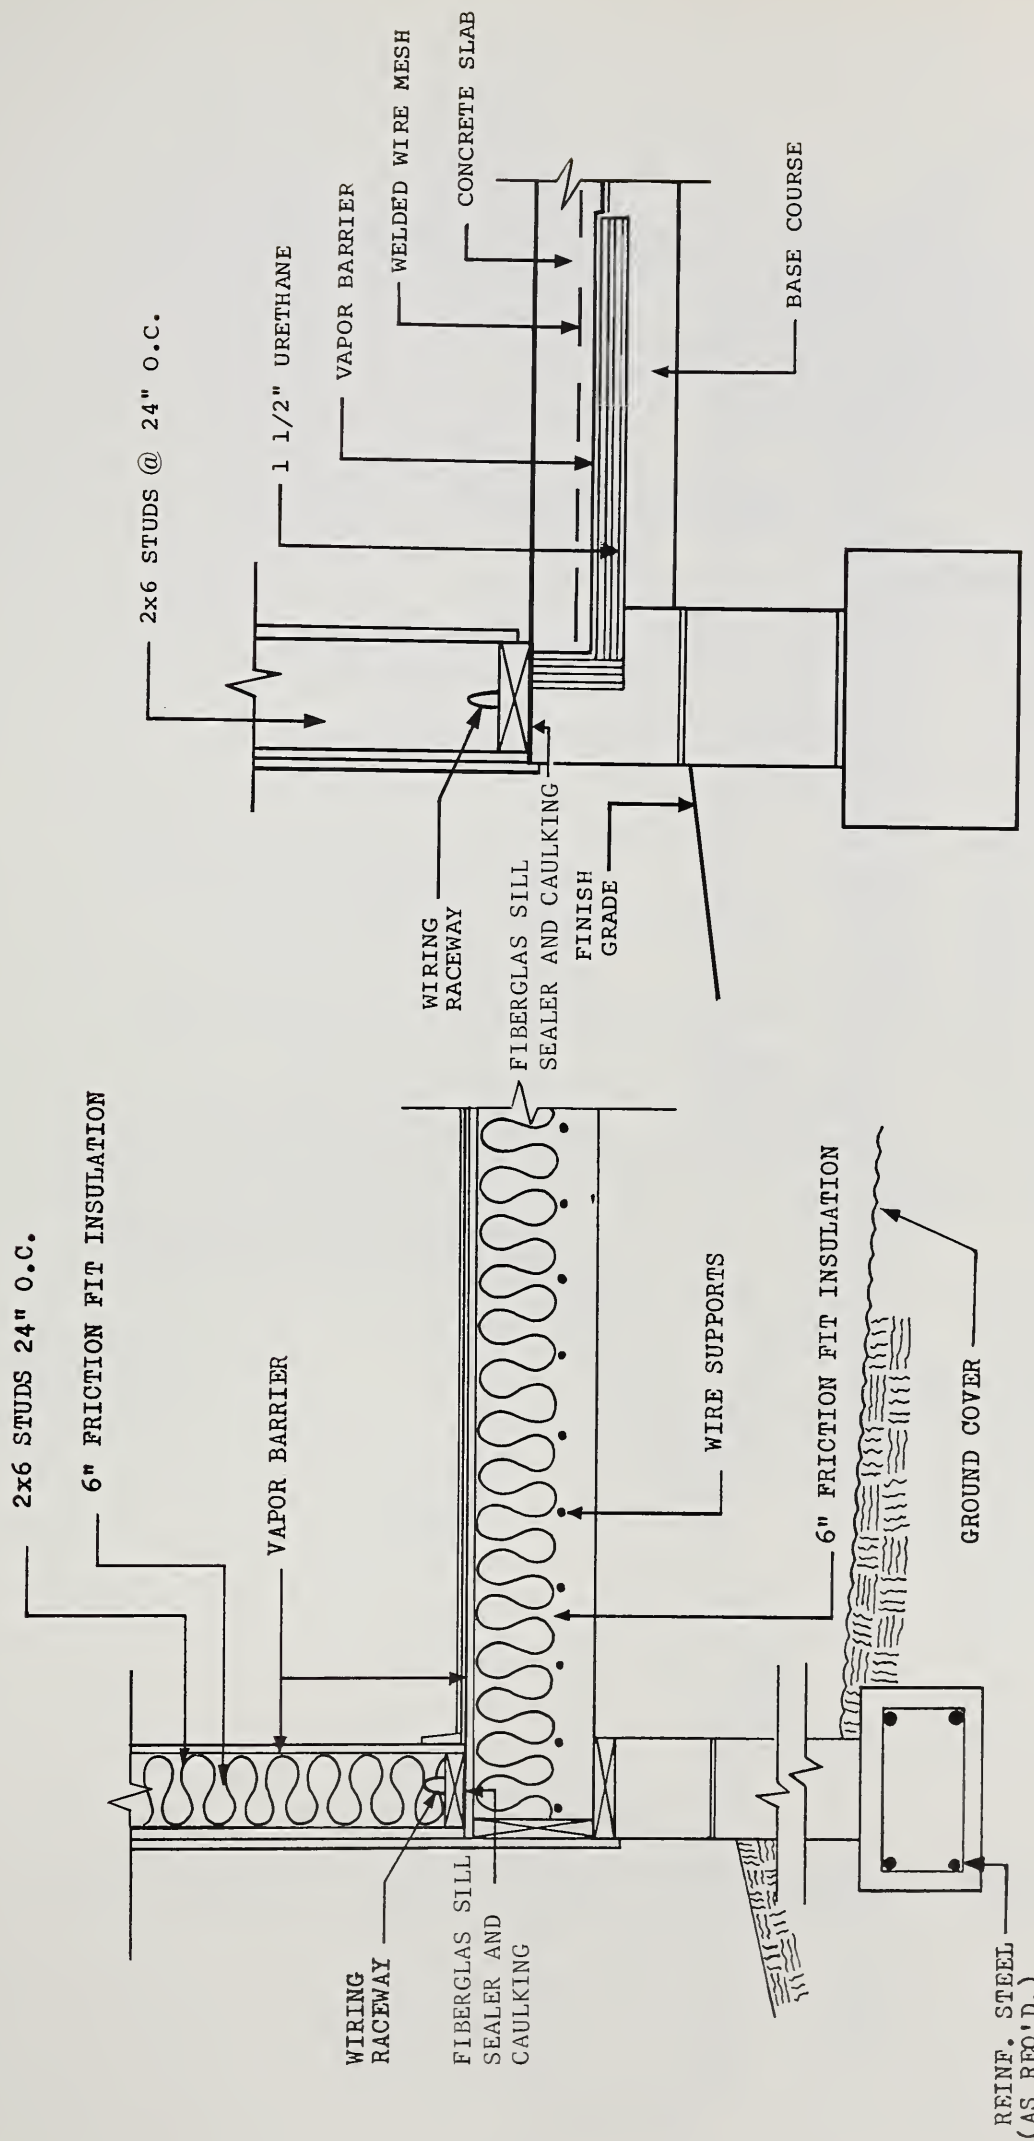 2x6 STUDS 24" O.C.
6" FRICTION FIT INSULATION
VAPOR BARRIER
WIRING
RACEWAY
FIBERGLAS SILL
SEALER AND
CAULKING
WIRE SUPPORTS
6" FRICTION FIT INSULATION
GROUND COVER
REINF. STEEL
(AS REQ'D.)
2x6 STUDS @ 24" O.C.
1 1/2" URETHANE
VAPOR BARRIER
WELDED WIRE MESH
CONCRETE SLAB
WIRING
RACEWAY
FIBERGLAS SILL
SEALER AND CAULKING
FINISH
GRADE
BASE COURSE